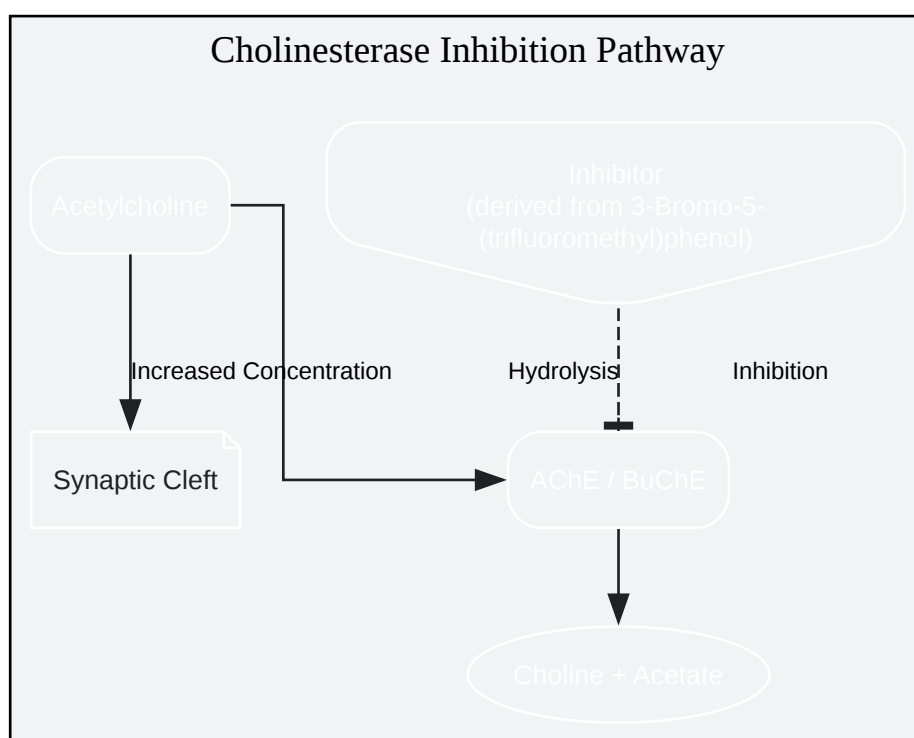 Cholinesterase Inhibition Pathway
Inhibitor
(derived from 3-Bromo-5-
(trifluoromethyl)phenol)
Acetylcholine
Increased Concentration
Hydrolysis
Inhibition
Synaptic Cleft
AChE / BuChE
Choline + Acetate